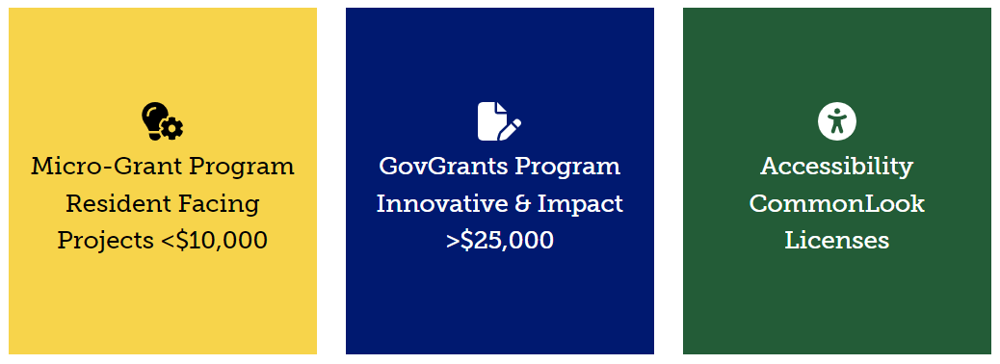 Micro-Grant Program
Resident Facing
Projects <$10,000
GovGrants Program
Innovative & Impact
>$25,000
Accessibility
CommonLook
Licenses